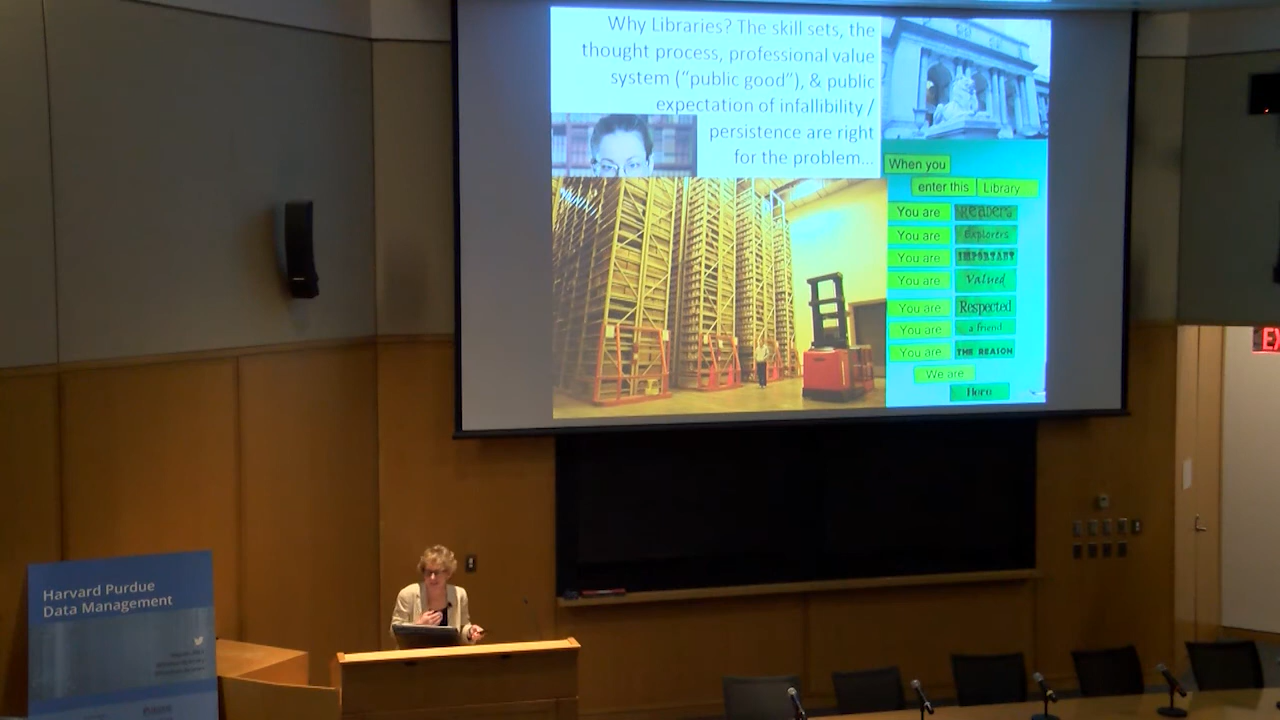 Why Libraries? The skill sets, the
thought process, professional value
system ("public good"), & public
expectation of infallibility /
persistence are right
for the problem...
When you
enter this Library
You are Readers
You are Explorers
You are IMPORTANT
You are Valued
You are Respected
You are a friend
You are THE REASON
We are
Here
EX
Harvard Purdue
Data Management